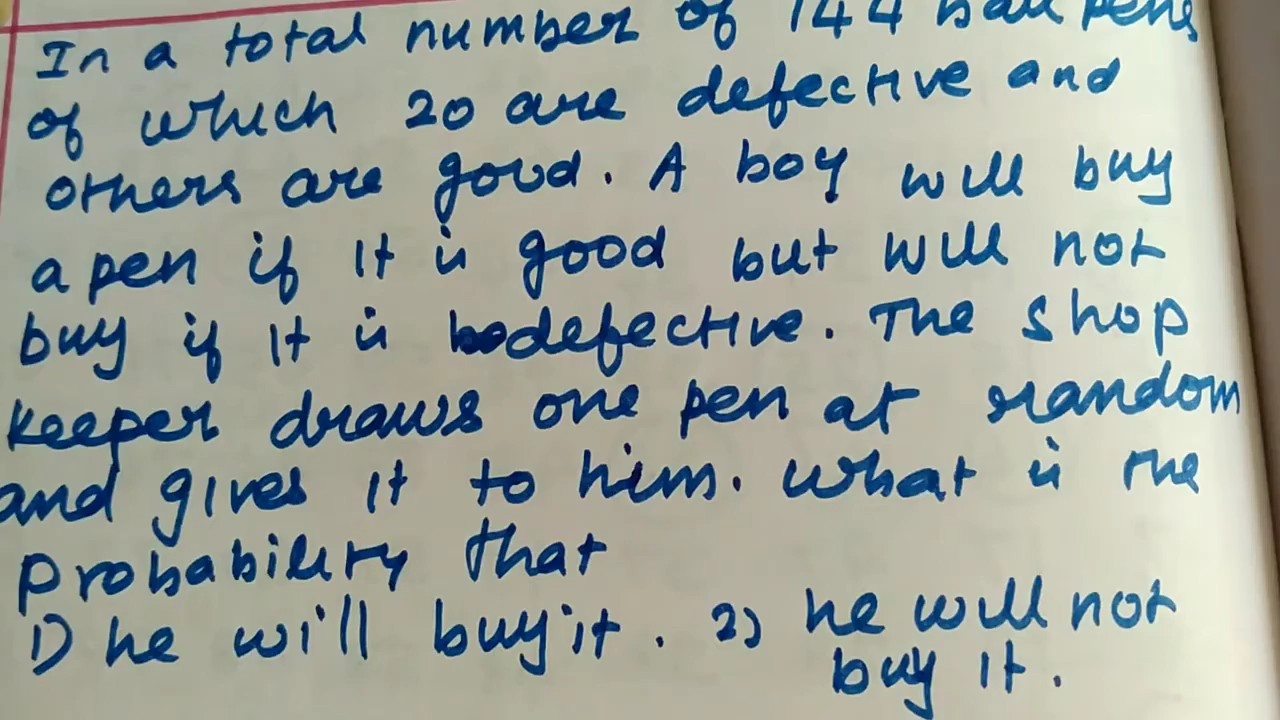 In a total number of 144 ball pens
of which 20 are defective and
others are good. A boy will buy
a pen if it is good but will not
buy if it is defective. The shop
keeper draws one pen at random
and gives it to him. What is the
probability that
1) he will buy it. 2) he will not
buy it.